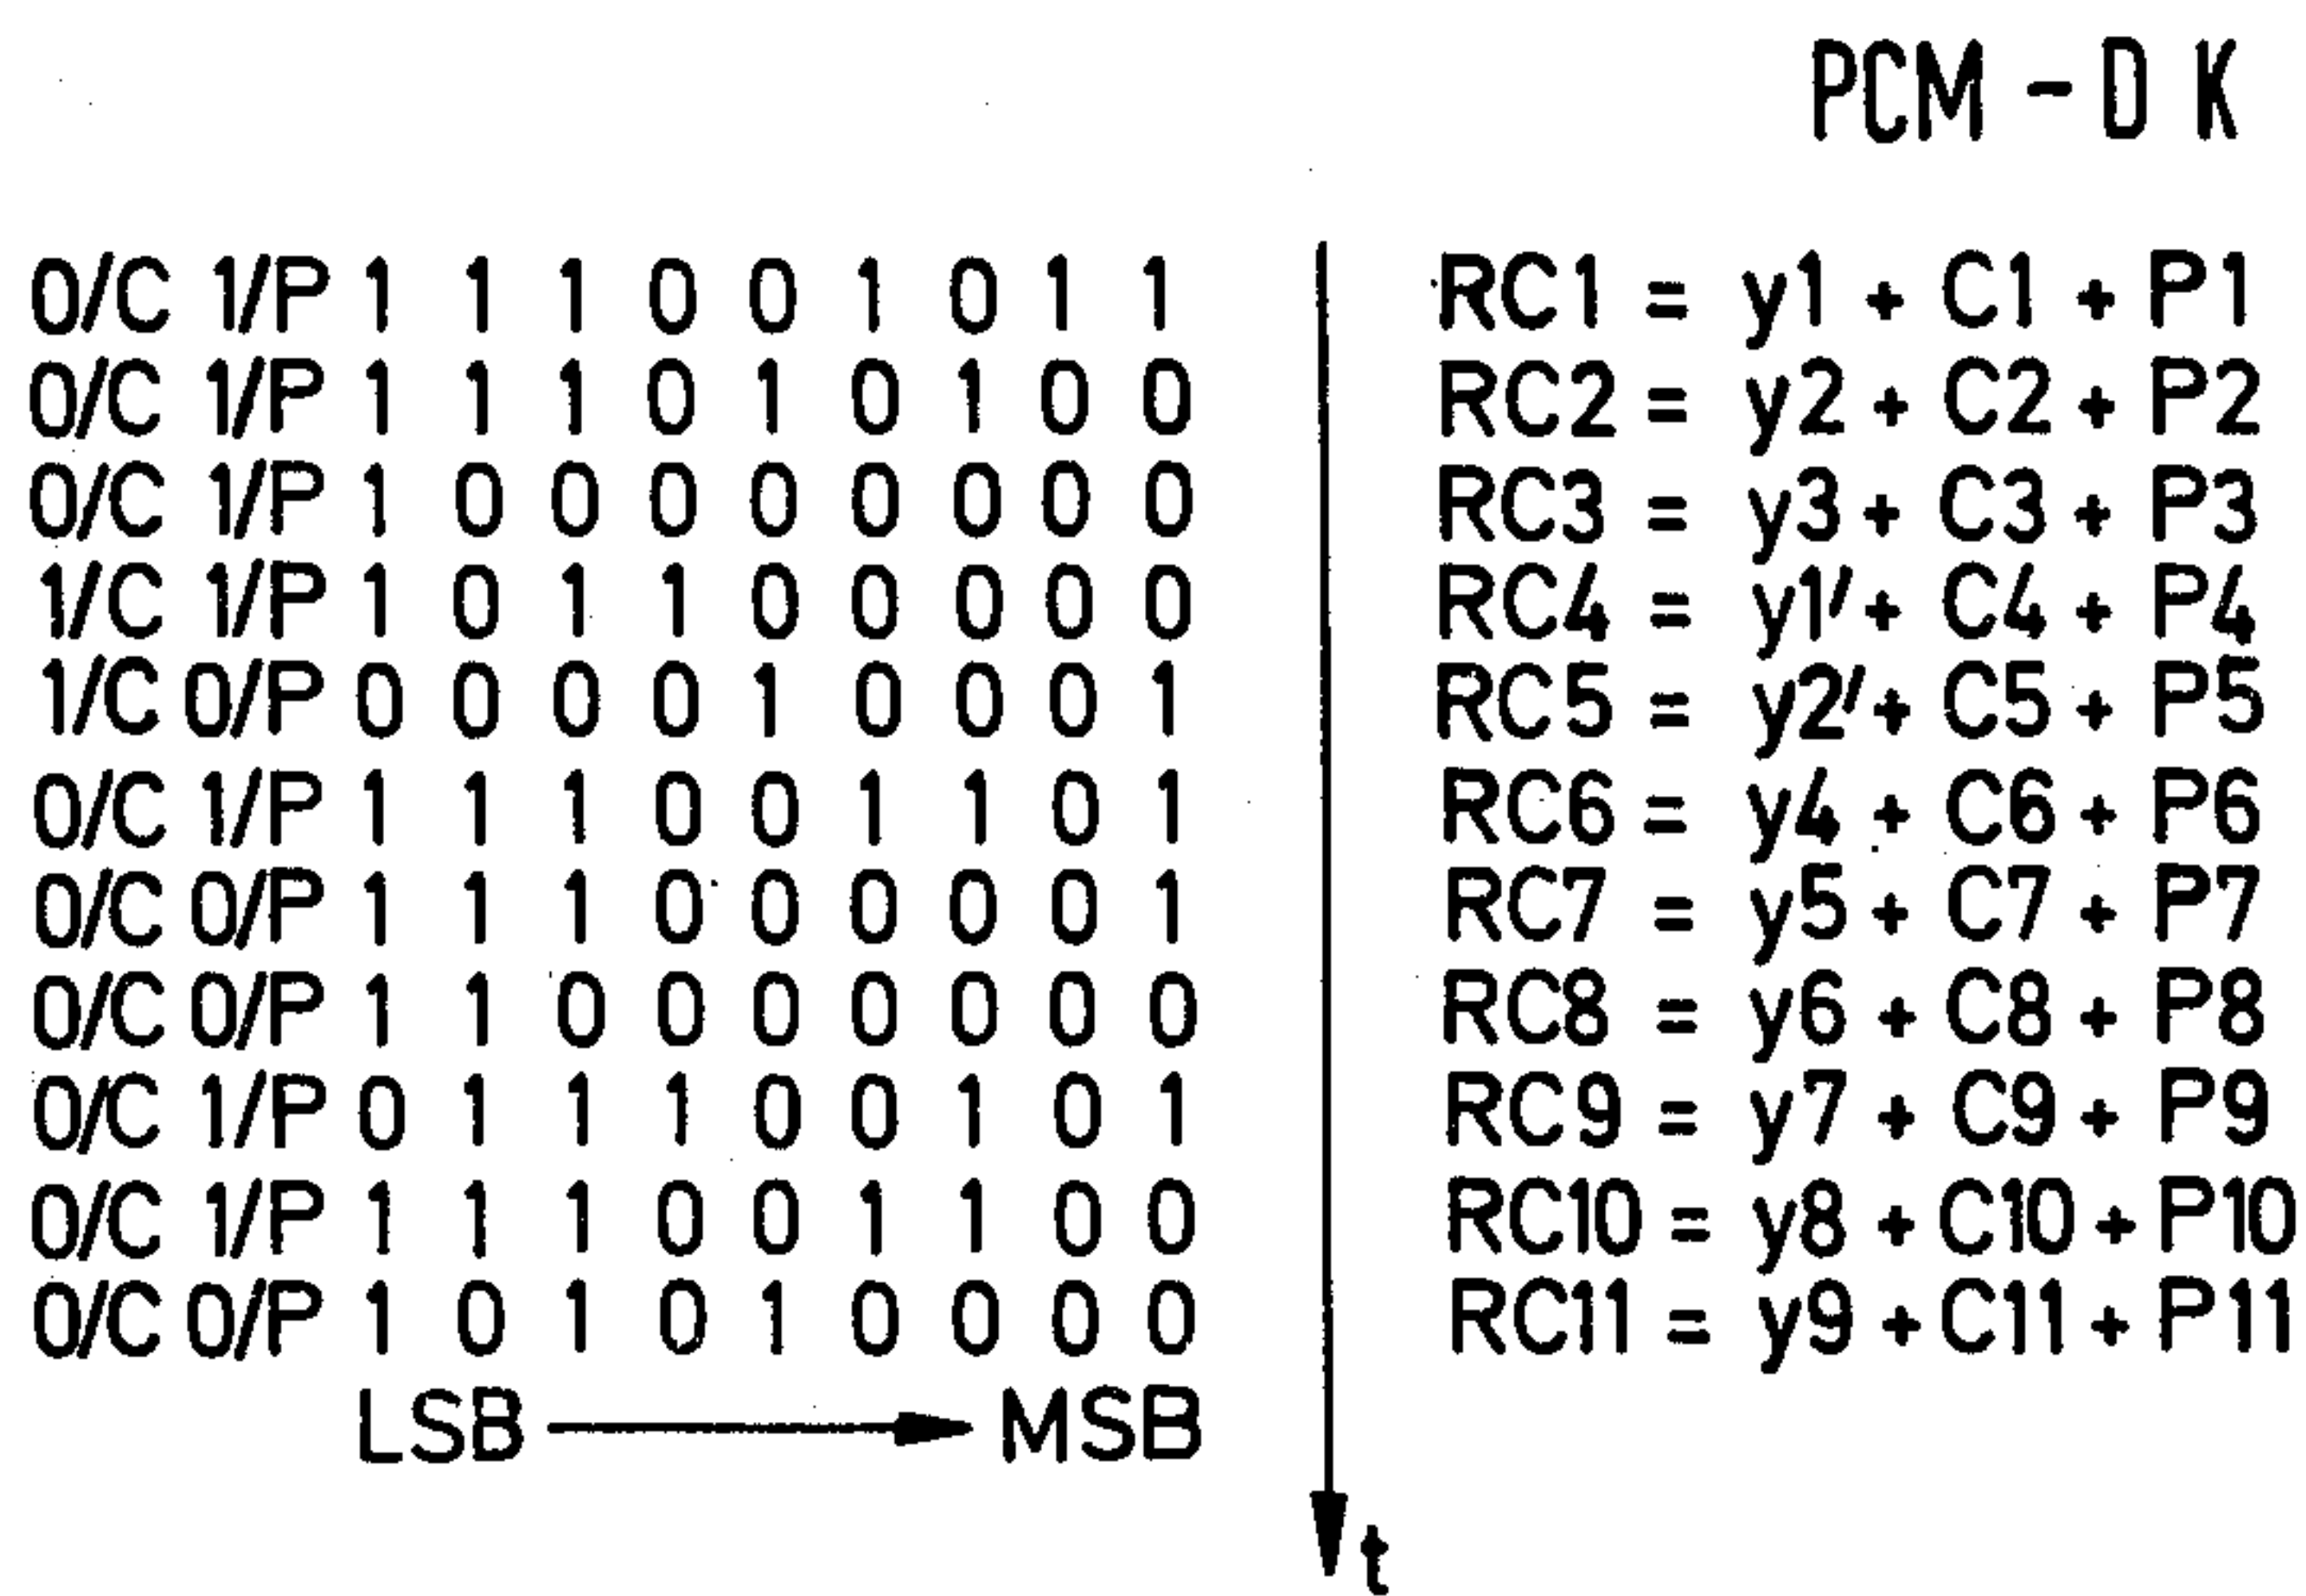 PCM - D K
0/C 1/P 1 1 1 0 0 1 0 1 1 RC1 = y1 + C1 + P1
0/C 1/P 1 1 1 0 1 0 1 0 0 RC2 = y2 + C2 + P2
0/C 1/P 1 0 0 0 0 0 0 0 0 RC3 = y3 + C3 + P3
1/C 1/P 1 0 1 1 0 0 0 0 0 RC4 = y1' + C4 + P4
1/C 0/P 0 0 0 0 1 0 0 0 1 RC5 = y2' + C5 + P5
0/C 1/P 1 1 1 0 0 1 1 0 1 RC6 = y4 + C6 + P6
0/C 0/P 1 1 1 0 0 0 0 0 1 RC7 = y5 + C7 + P7
0/C 0/P 1 1 0 0 0 0 0 0 0 RC8 = y6 + C8 + P8
0/C 1/P 0 1 1 1 0 0 1 0 1 RC9 = y7 + C9 + P9
0/C 1/P 1 1 1 0 0 1 1 0 0 RC10 = y8 + C10 + P10
0/C 0/P 1 0 1 0 1 0 0 0 0 RC11 = y9 + C11 + P11
LSB MSB
t